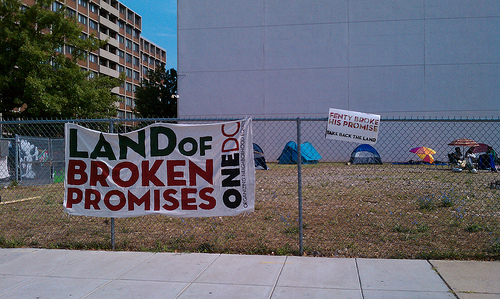 LAND OF
BROKEN
PROMISES
ONEDC
FENTY BROKE
HIS PROMISE
TAKE BACK THE LAND